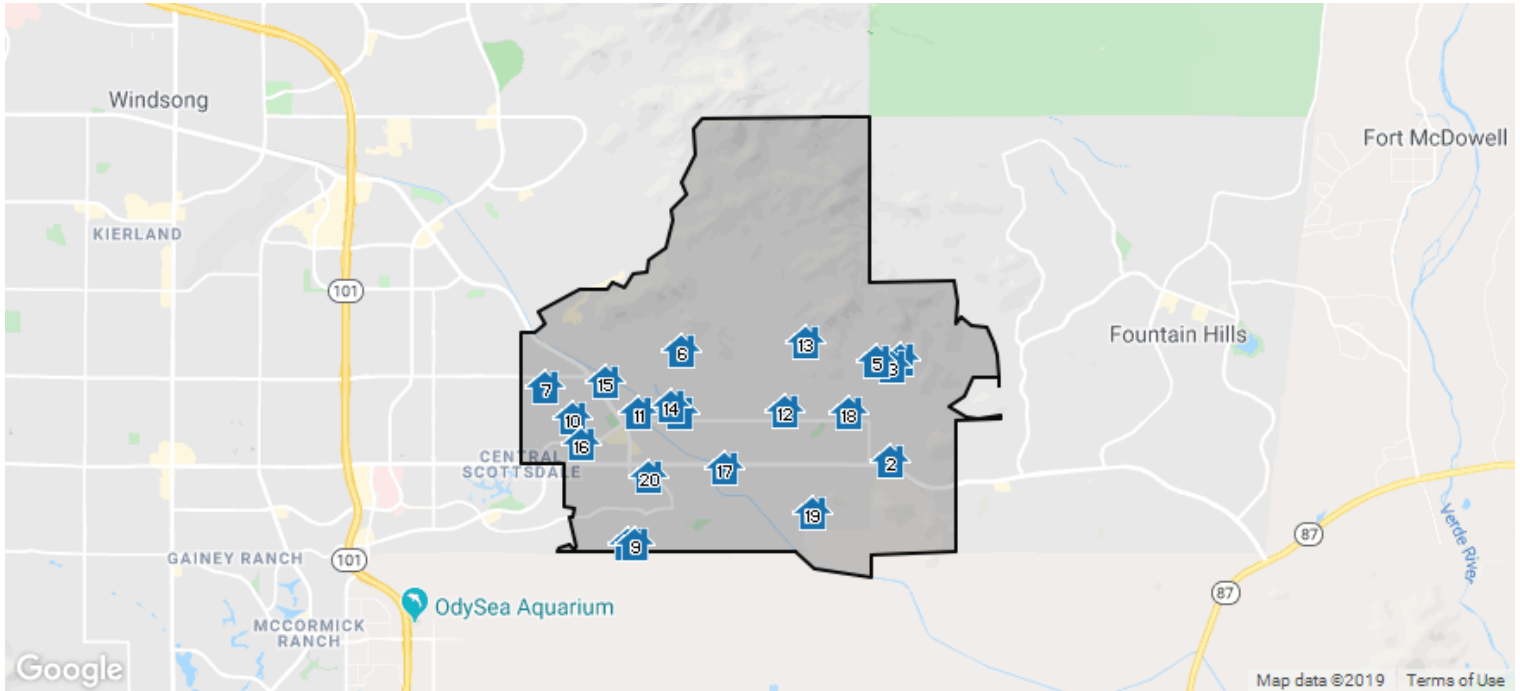 Windsong
Fort McDowell
KIERLAND
101
Fountain Hills
13
6
5
3
7
15
14
11
12
18
10
16
CENTRAL
SCOTTSDALE
2
17
20
19
9
87
Verde River
GAINEY RANCH
101
87
OdySea Aquarium
MCCORMICK
RANCH
Google
Map data ©2019
Terms of Use